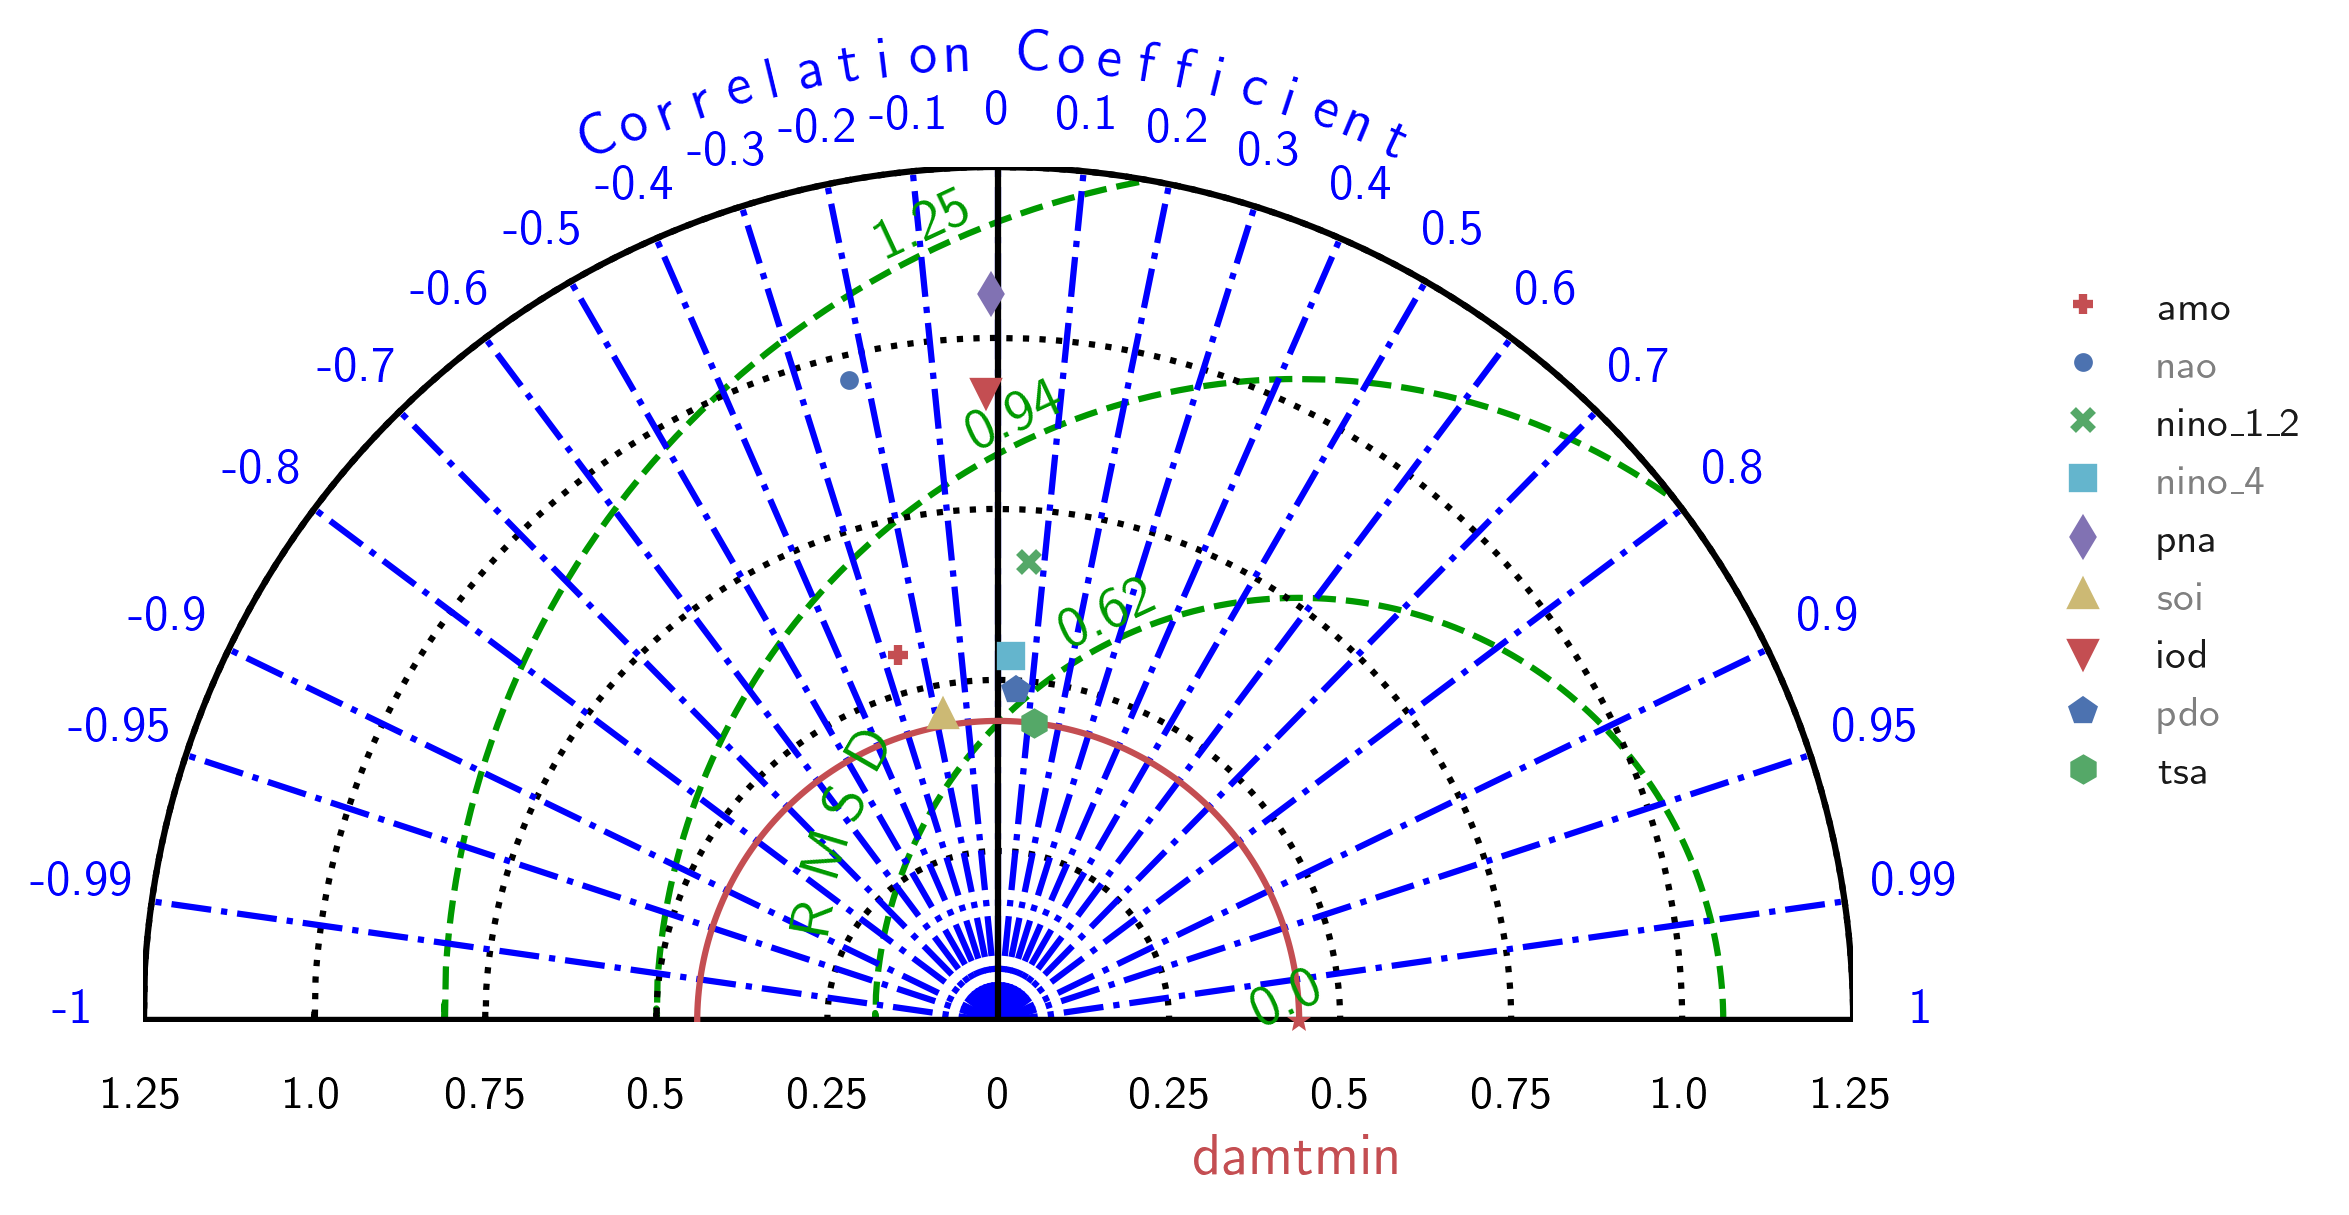 Correlation Coefficient
-1
-0.99
-0.95
-0.9
-0.8
-0.7
-0.6
-0.5
-0.4
-0.3
-0.2
-0.1
0
0.1
0.2
0.3
0.4
0.5
0.6
0.7
0.8
0.9
0.95
0.99
1
1.25
0.94
0.62
0.0
RMSD
1.25 1.0 0.75 0.5 0.25 0 0.25 0.5 0.75 1.0 1.25
damtmin
amo
nao
nino_1_2
nino_4
pna
soi
iod
pdo
tsa